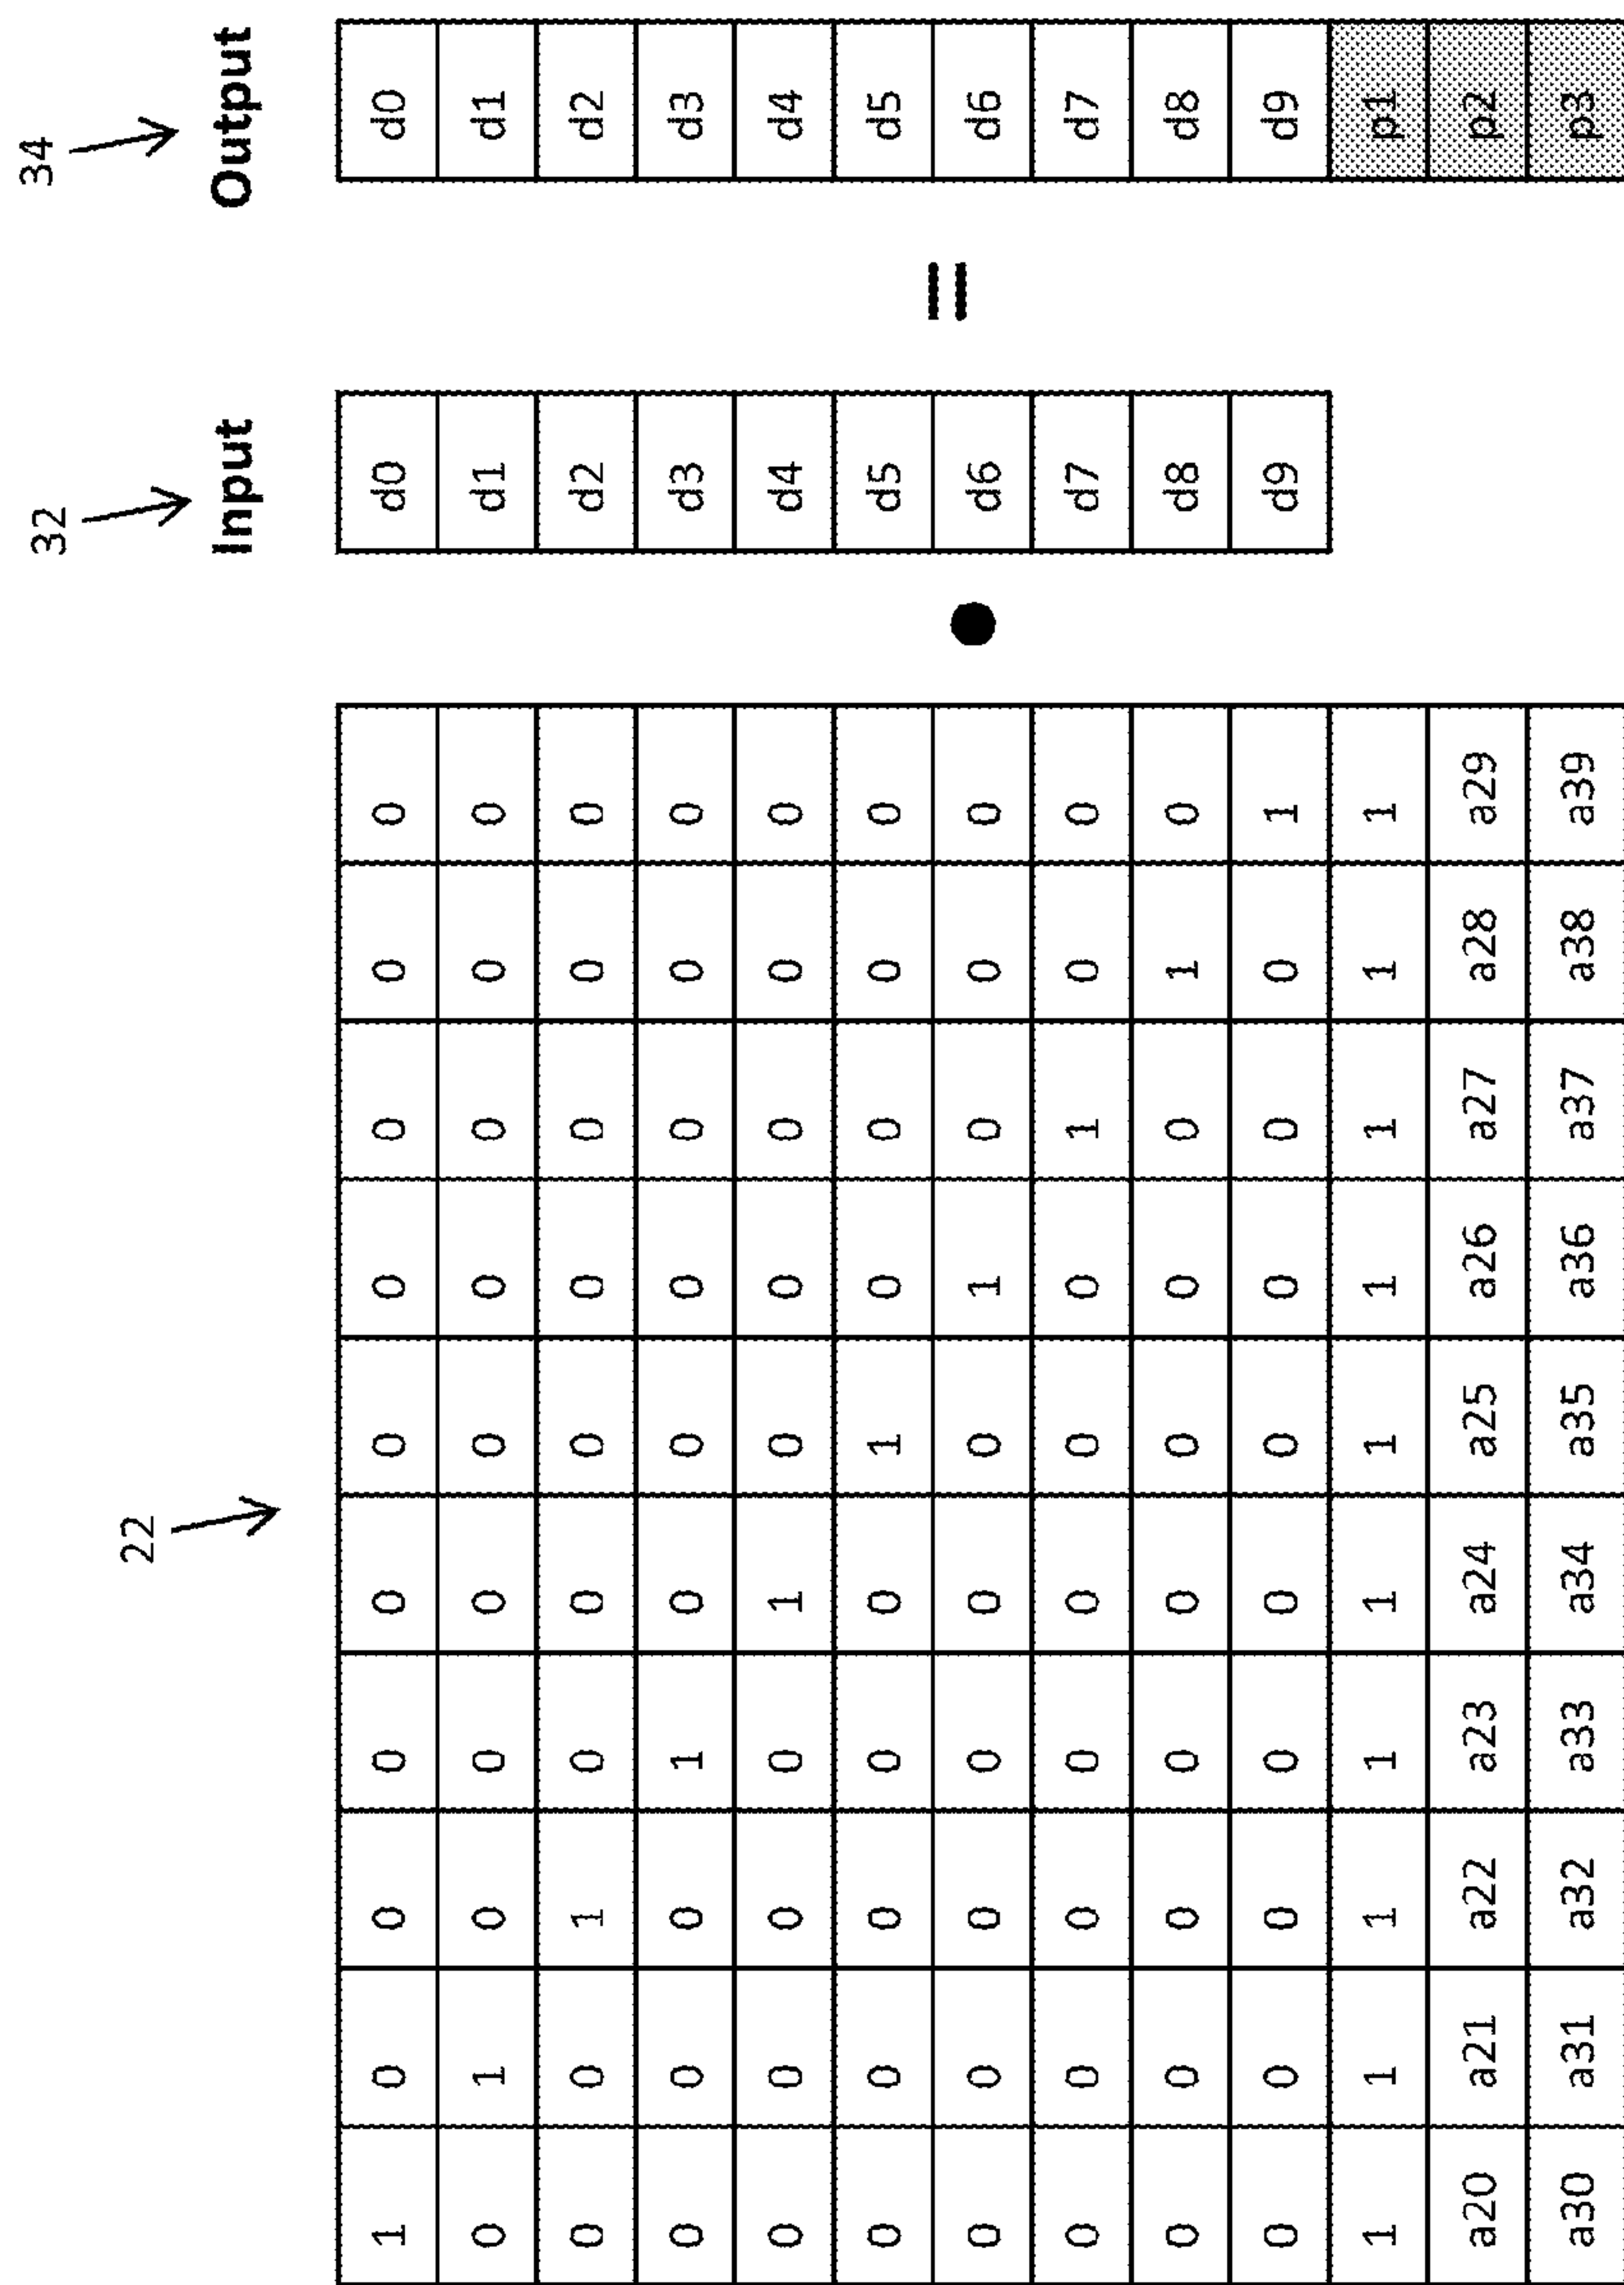 34
32
22
Input Output
1 0 0 0 0 0 0 0 0 0 d0 d0
0 1 0 0 0 0 0 0 0 0 d1 d1
0 0 1 0 0 0 0 0 0 0 d2 d2
0 0 0 1 0 0 0 0 0 0 d3 d3
0 0 0 0 1 0 0 0 0 0 d4 d4
0 0 0 0 0 1 0 0 0 0 d5 d5
0 0 0 0 0 0 1 0 0 0 ● d6 = d6
0 0 0 0 0 0 0 1 0 0 d7 d7
0 0 0 0 0 0 0 0 1 0 d8 d8
0 0 0 0 0 0 0 0 0 1 d9 d9
1 1 1 1 1 1 1 1 1 1 p1
a20 a21 a22 a23 a24 a25 a26 a27 a28 a29 p2
a30 a31 a32 a33 a34 a35 a36 a37 a38 a39 p3